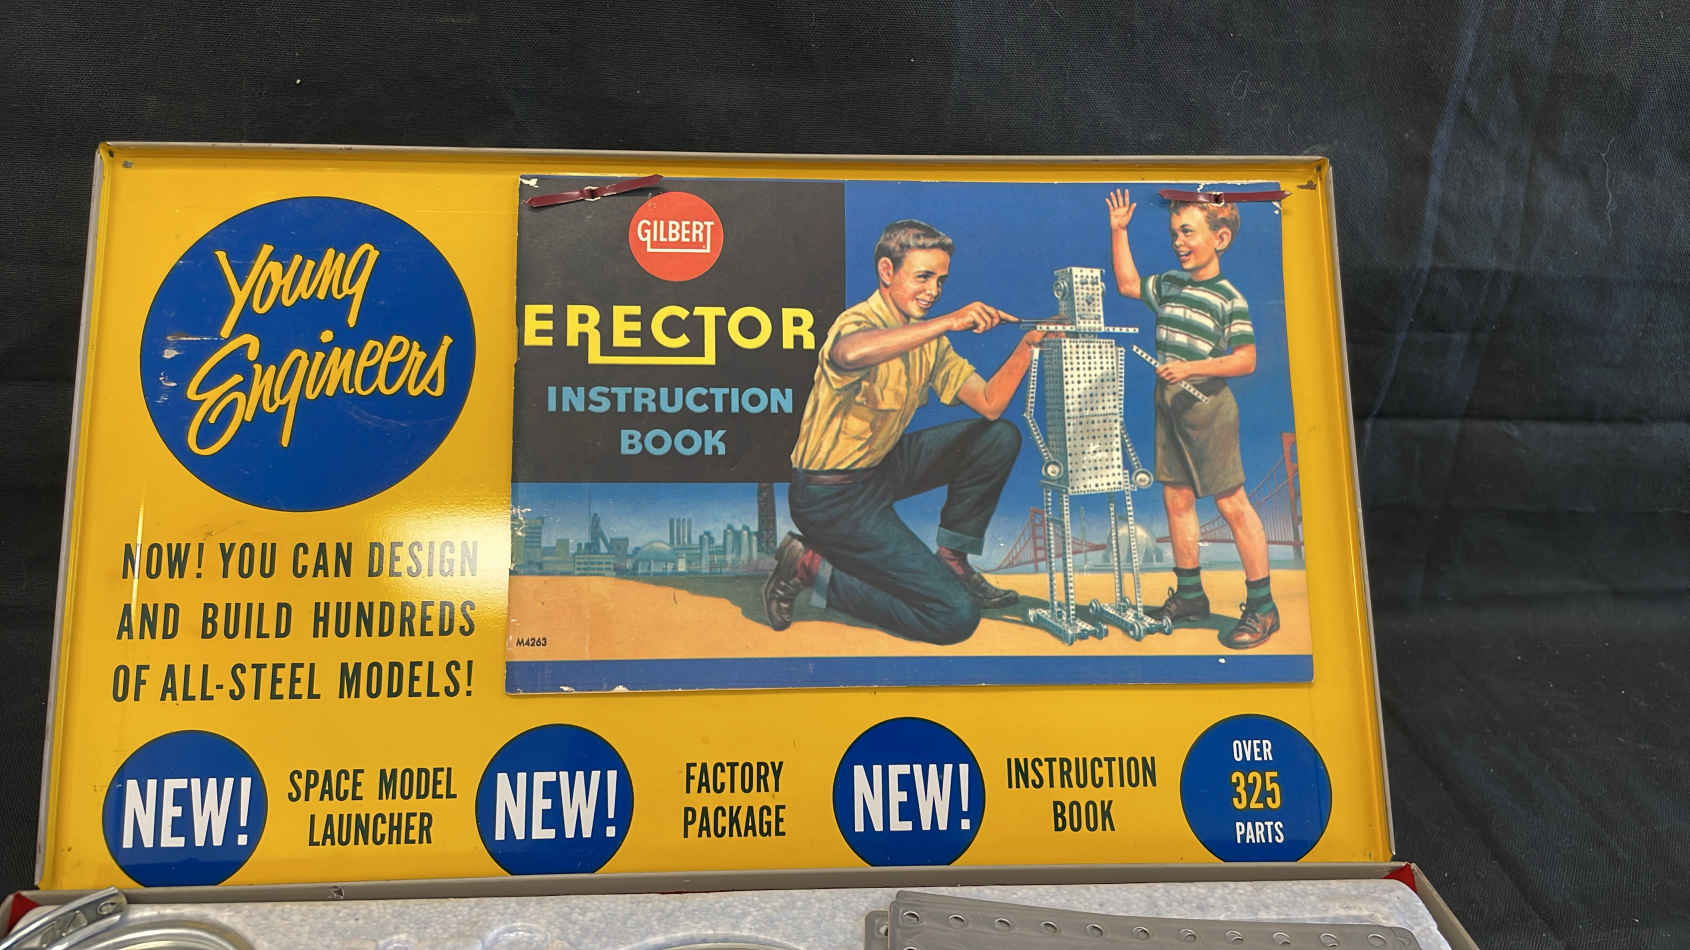 Young
Engineers
NOW! YOU CAN DESIGN
AND BUILD HUNDREDS
OF ALL-STEEL MODELS!
GILBERT
ERECTOR
INSTRUCTION
BOOK
M4263
NEW!
SPACE MODEL
LAUNCHER
NEW!
FACTORY
PACKAGE
NEW!
INSTRUCTION
BOOK
OVER
325
PARTS